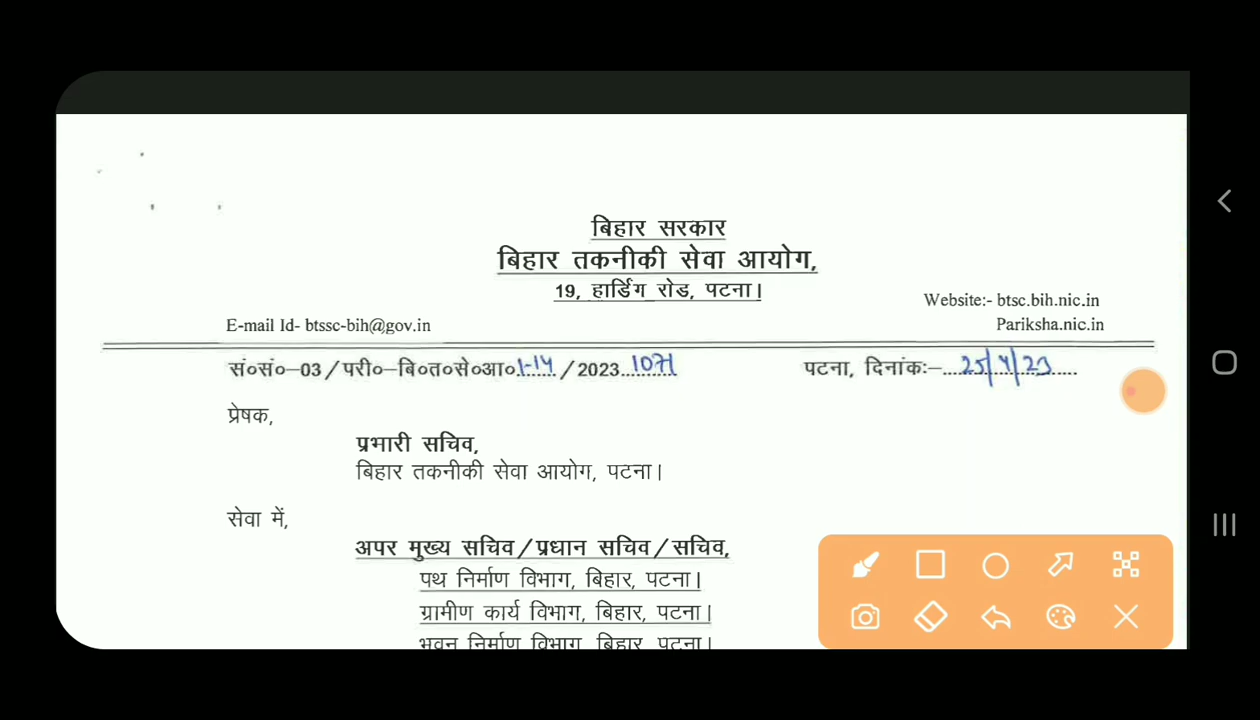 बिहार सरकार
बिहार तकनीकी सेवा आयोग,
19, हार्डिंग रोड, पटना।
Website:- btsc.bih.nic.in
Pariksha.nic.in
E-mail Id- btssc-bih@gov.in
सं०सं०-03/परी०-बि०त०से०आ०1-14/2023 1071
पटना, दिनांकः-....25/4/23....
प्रेषक,
प्रभारी सचिव,
बिहार तकनीकी सेवा आयोग, पटना।
सेवा में,
अपर मुख्य सचिव/प्रधान सचिव/सचिव,
पथ निर्माण विभाग, बिहार, पटना।
ग्रामीण कार्य विभाग, बिहार, पटना।
भवन निर्माण विभाग, बिहार, पटना।